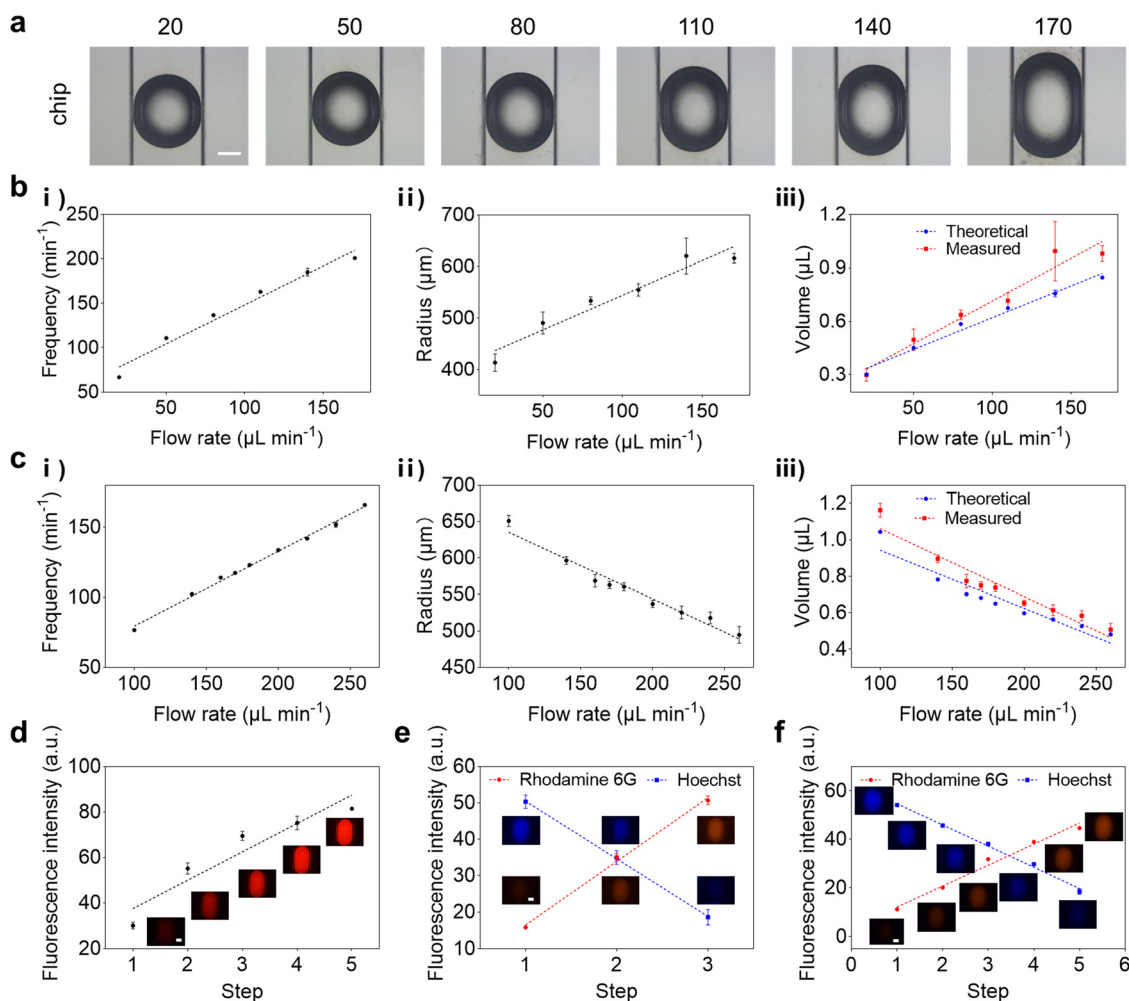 a
20 50 80 110 140 170
chip
b
i) ii) iii)
Frequency (min⁻¹)
250
200
150
100
50
50 100 150
Flow rate (µL min⁻¹)
Radius (µm)
700
600
500
400
50 100 150
Flow rate (µL min⁻¹)
Volume (µL)
1.2
0.9
0.6
0.3
Theoretical
Measured
50 100 150
Flow rate (µL min⁻¹)
c
i) ii) iii)
Frequency (min⁻¹)
150
100
50
100 150 200 250
Flow rate (µL min⁻¹)
Radius (µm)
700
650
600
550
500
450
100 150 200 250
Flow rate (µL min⁻¹)
Volume (µL)
1.2
1.0
0.8
0.6
0.4
Theoretical
Measured
100 150 200 250
Flow rate (µL min⁻¹)
d
Fluorescence intensity (a.u.)
100
80
60
40
20
1 2 3 4 5
Step
e
Fluorescence intensity (a.u.)
60
50
40
30
20
10
Rhodamine 6G Hoechst
1 2 3
Step
f
Fluorescence intensity (a.u.)
60
40
20
0
Rhodamine 6G Hoechst
0 1 2 3 4 5 6
Step